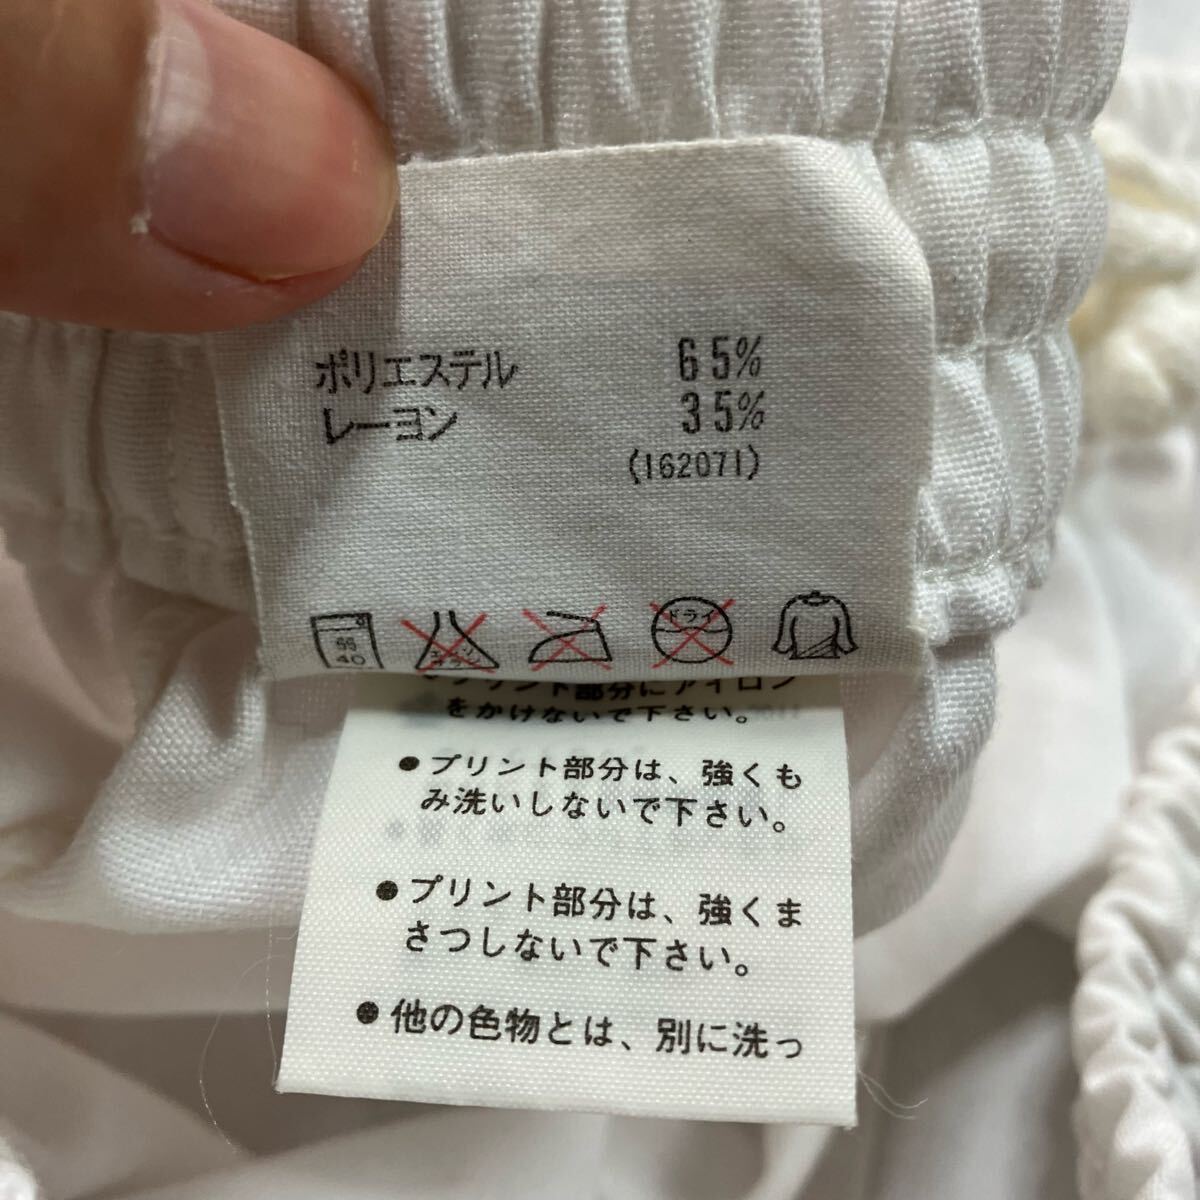 ポリエステル 65%
レーヨン 35%
(162071)
40
ドライ
プリント部分にアイロン
をかけないで下さい。
●プリント部分は、強くも
み洗いしないで下さい。
●プリント部分は、強くま
さつしないで下さい。
●他の色物とは、別に洗っ